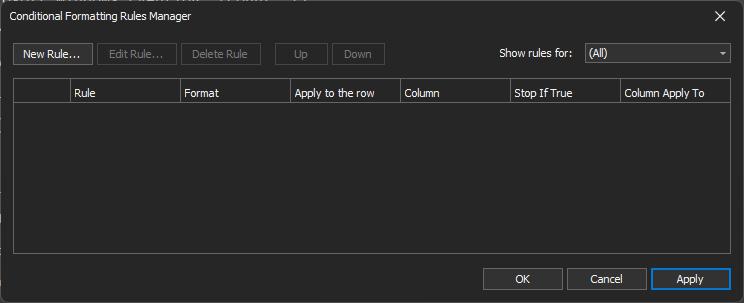 Conditional Formatting Rules Manager
New Rule... Edit Rule... Delete Rule Up Down Show rules for: (All)
Rule Format Apply to the row Column Stop If True Column Apply To
OK Cancel Apply